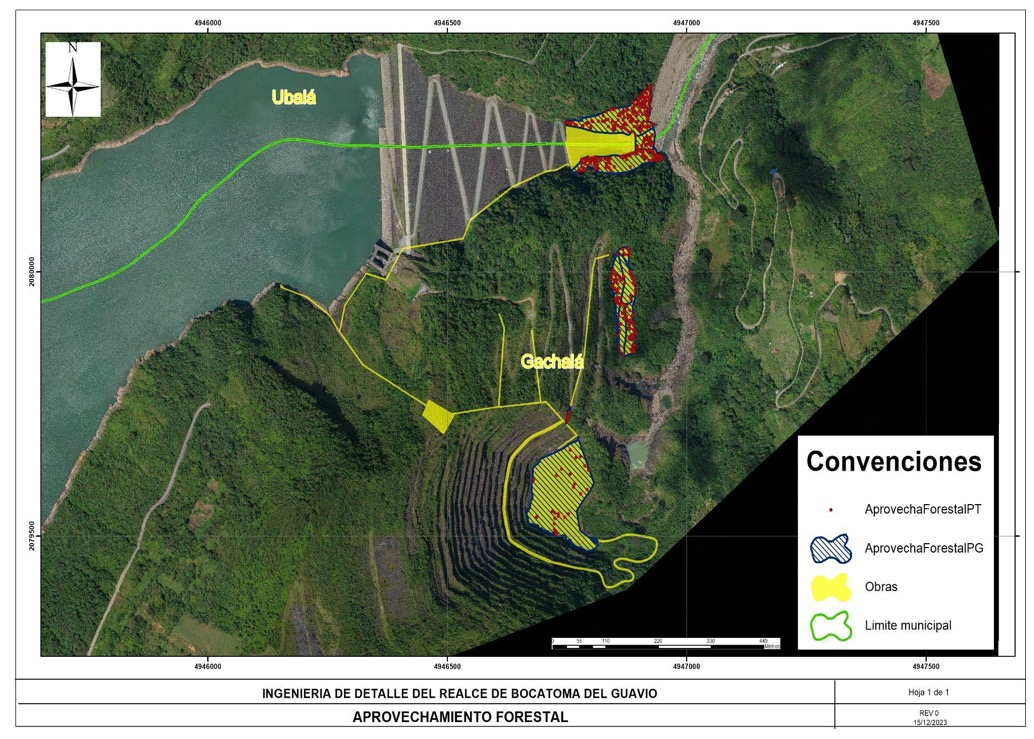 4946000 4946500 4947000 4947500
N
Ubalá
2080000
Gachalá
Convenciones
AprovechaForestalPT
AprovechaForestalPG
2079500
Obras
Limite municipal
0 55 110 220 330 440
Metros
4946000 4946500 4947000 4947500
INGENIERIA DE DETALLE DEL REALCE DE BOCATOMA DEL GUAVIO
Hoja 1 de 1
APROVECHAMIENTO FORESTAL
REV 0
15/12/2023